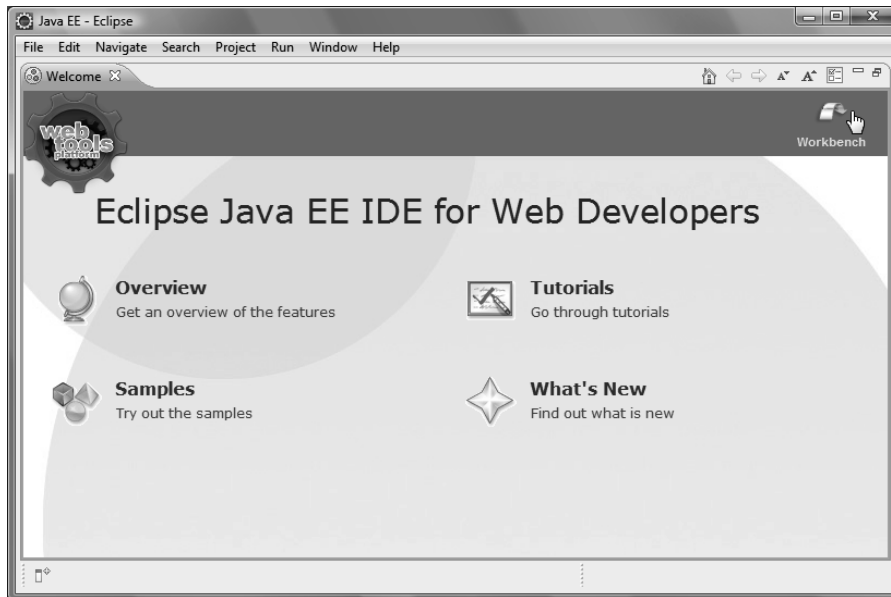 Java EE - Eclipse
File Edit Navigate Search Project Run Window Help
Welcome
web
tools
platform
Workbench
Eclipse Java EE IDE for Web Developers
Overview
Get an overview of the features
Tutorials
Go through tutorials
Samples
Try out the samples
What's New
Find out what is new